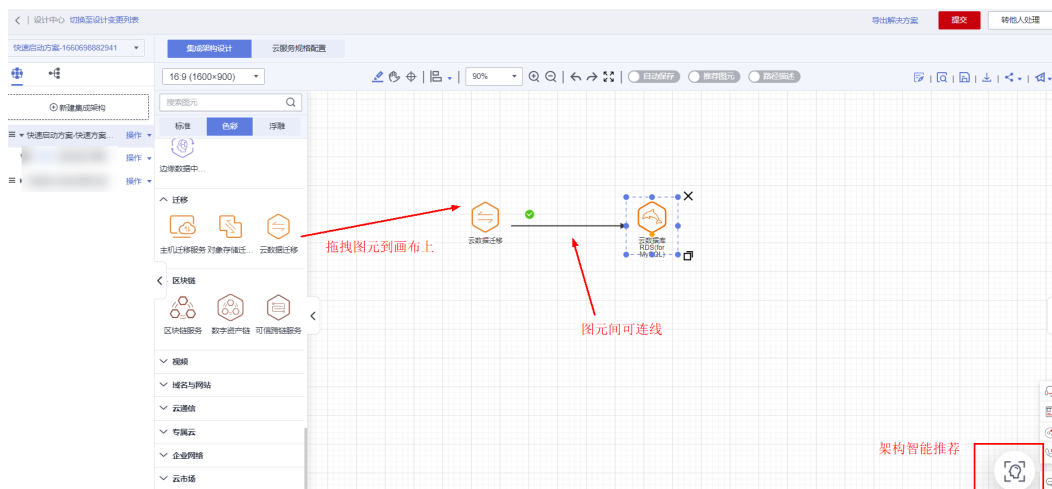 设计中心 切换至设计变更列表
导出解决方案
提交
转他人处理
快速启动方案-1660698882941
集成架构设计
云服务规格配置
16:9 (1600×900)
90%
自动保存
推荐图元
路径描述
新建集成架构
搜索图元
标准
色彩
浮雕
快速启动方案-快速方案...
操作
操作
操作
边缘数据中...
迁移
主机迁移服务
对象存储迁...
云数据迁移
拖拽图元到画布上
云数据迁移
云数据库
RDS(for
MySQL)
区块链
区块链服务
数字资产链
可信跨链服务
图元间可连线
视频
域名与网站
云通信
专属云
企业网络
云市场
架构智能推荐